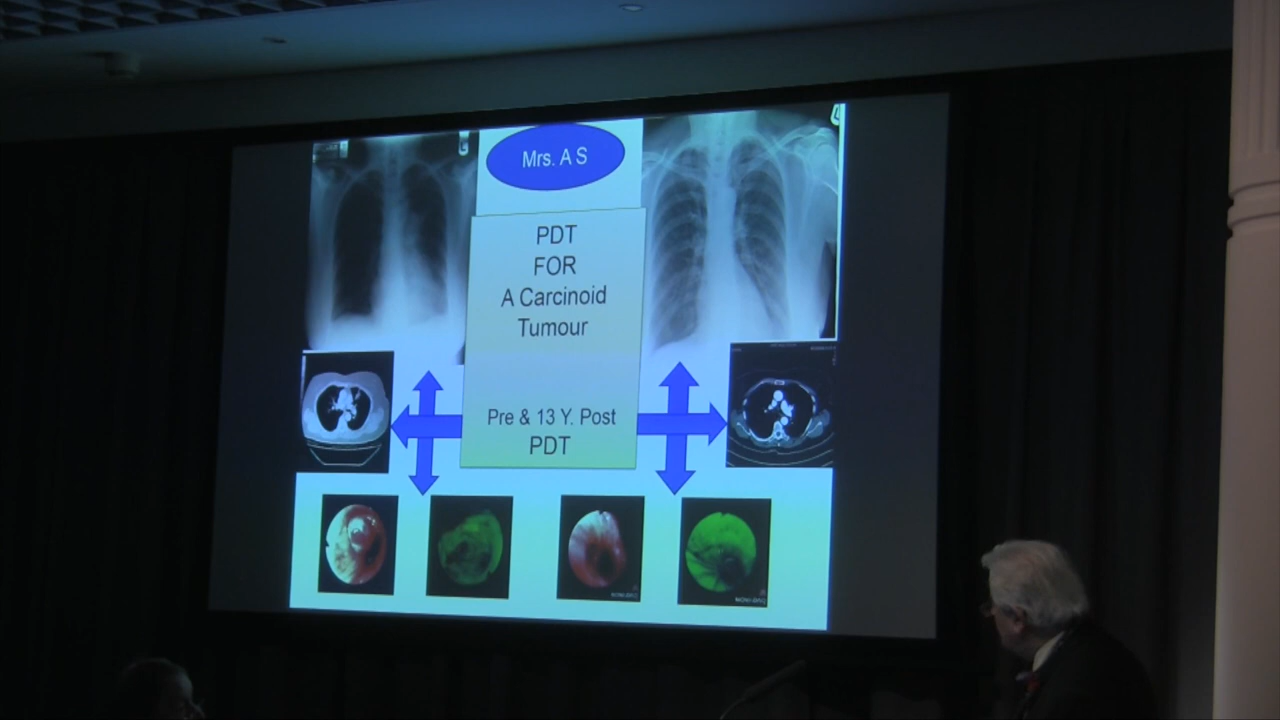 Mrs. A S
PDT
FOR
A Carcinoid
Tumour
Pre & 13 Y. Post
PDT